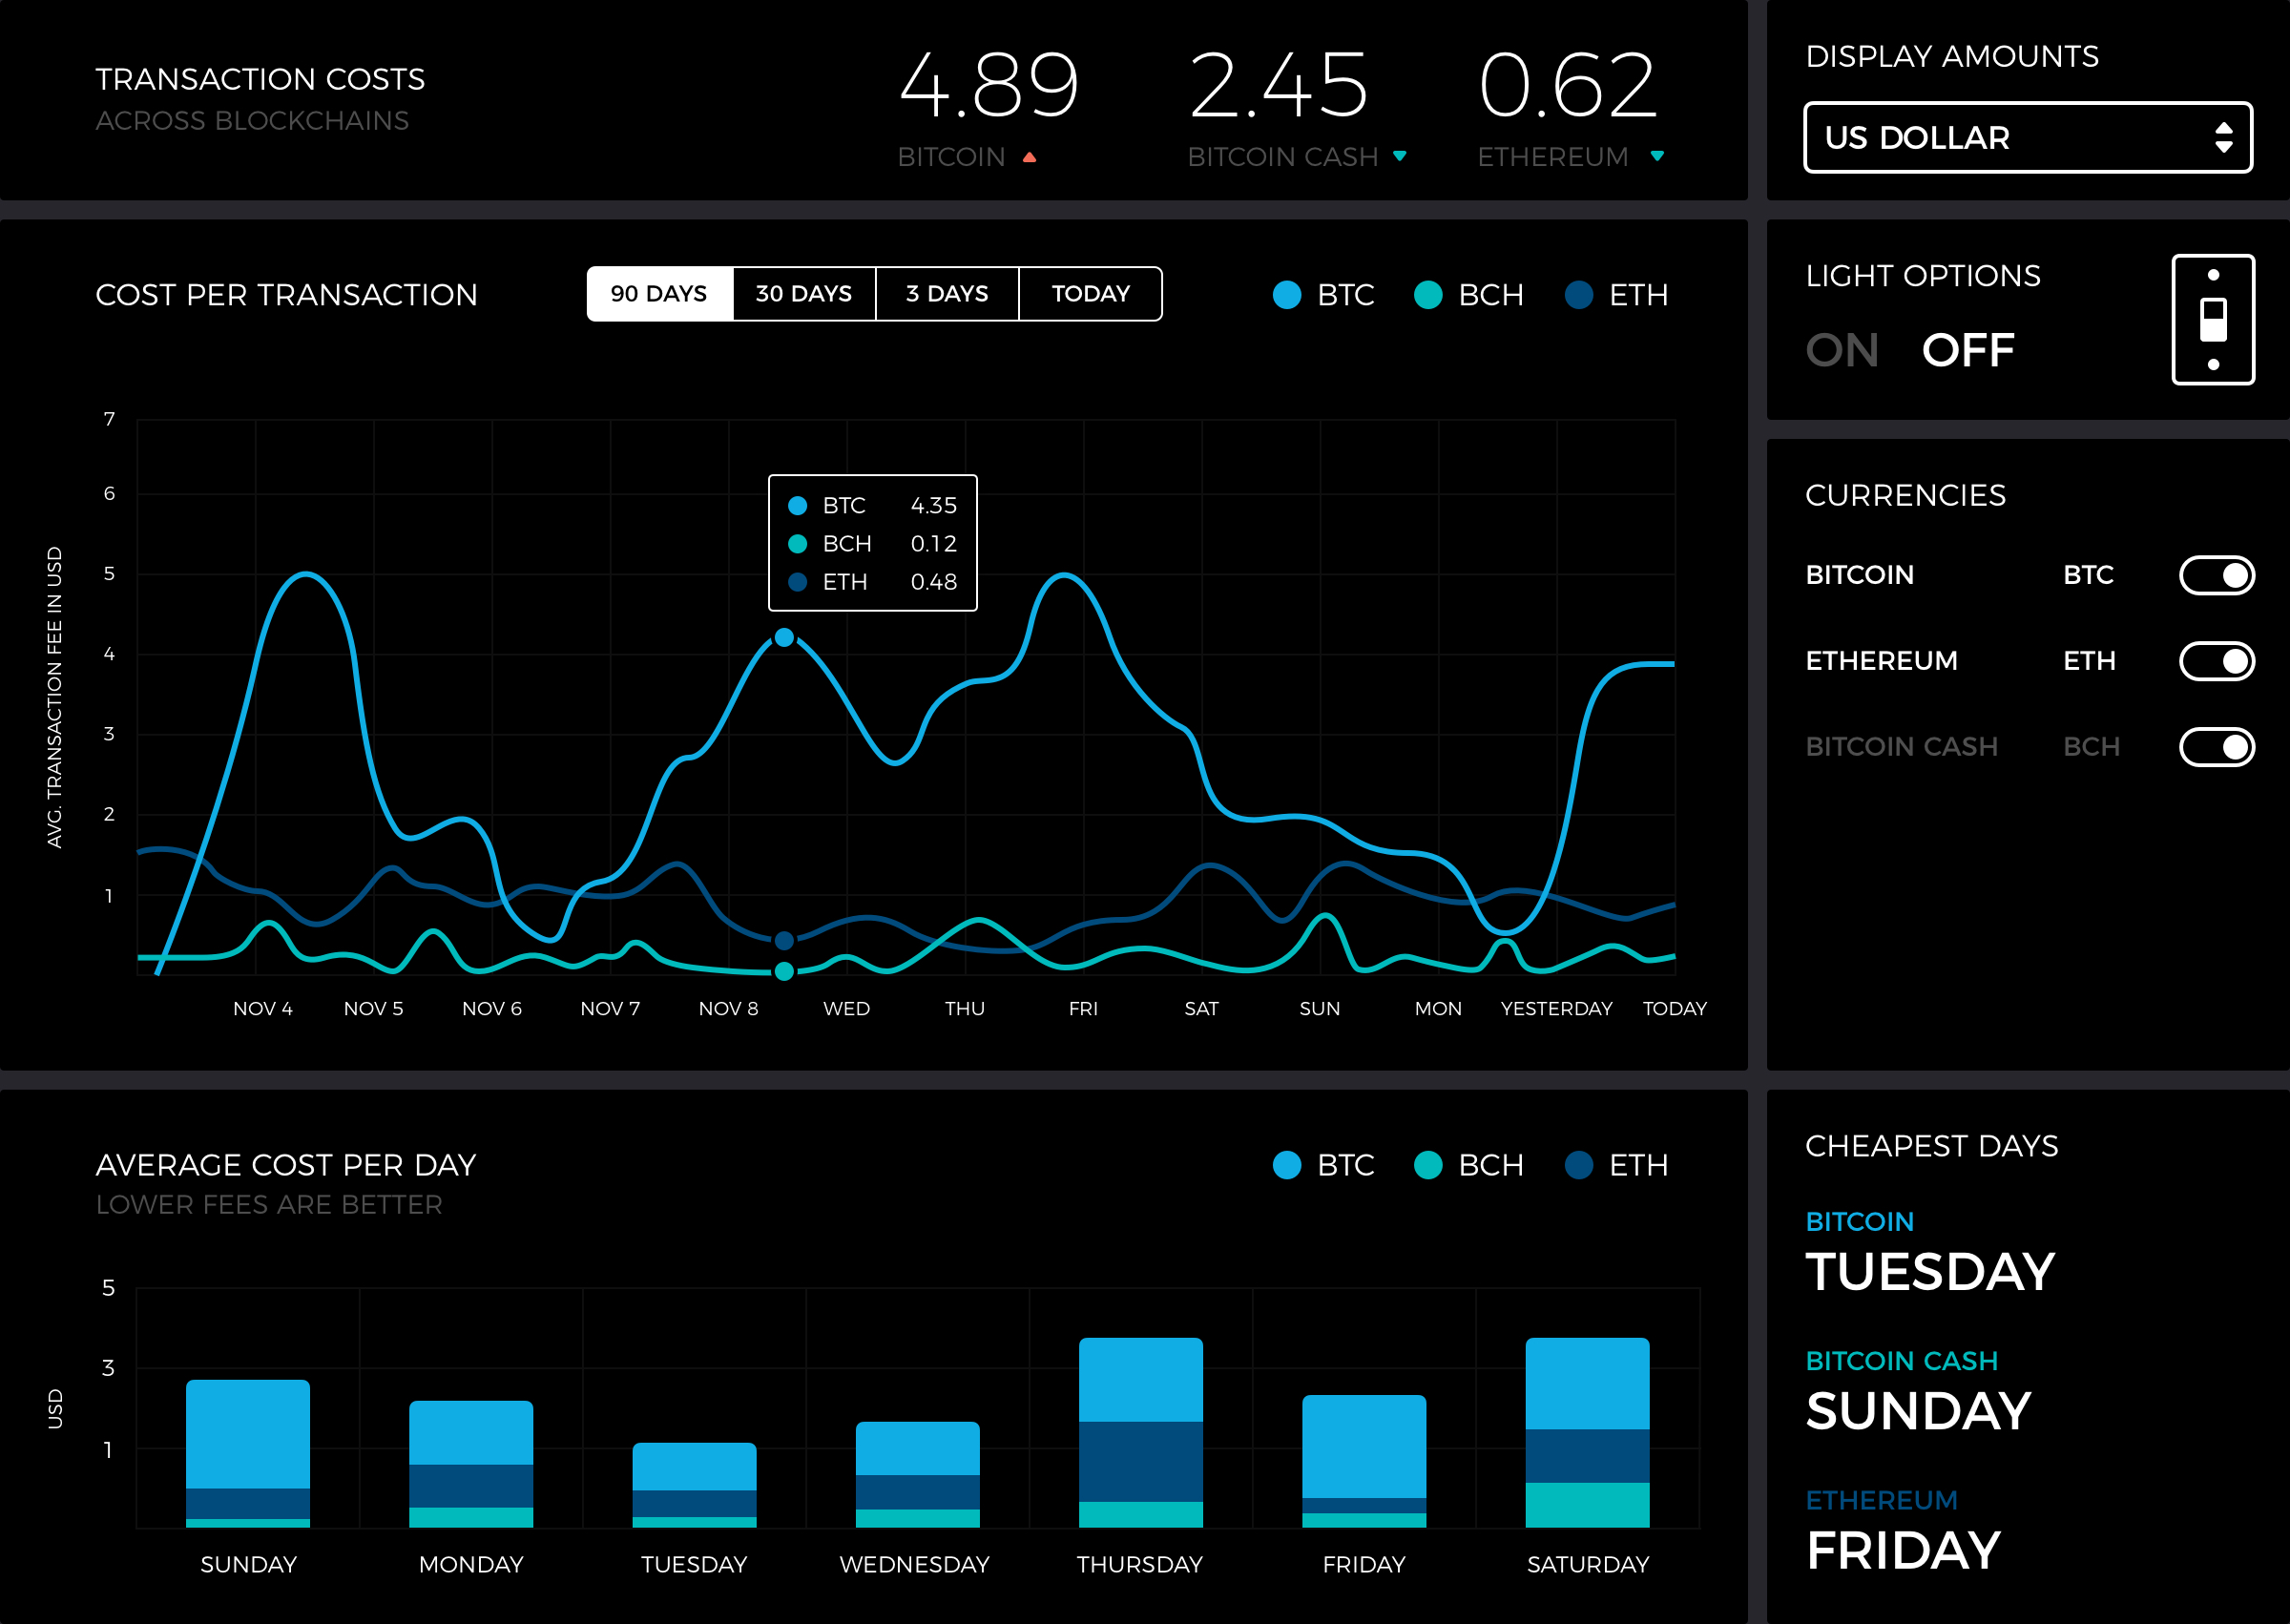 TRANSACTION COSTS
ACROSS BLOCKCHAINS
4.89
BITCOIN
2.45
BITCOIN CASH
0.62
ETHEREUM
DISPLAY AMOUNTS
US DOLLAR
COST PER TRANSACTION
90 DAYS 30 DAYS 3 DAYS TODAY
BTC BCH ETH
LIGHT OPTIONS
ON OFF
AVG. TRANSACTION FEE IN USD
7
6
5
4
3
2
1
BTC 4.35
BCH 0.12
ETH 0.48
NOV 4 NOV 5 NOV 6 NOV 7 NOV 8 WED THU FRI SAT SUN MON YESTERDAY TODAY
CURRENCIES
BITCOIN BTC
ETHEREUM ETH
BITCOIN CASH BCH
AVERAGE COST PER DAY
LOWER FEES ARE BETTER
BTC BCH ETH
USD
5
3
1
SUNDAY MONDAY TUESDAY WEDNESDAY THURSDAY FRIDAY SATURDAY
CHEAPEST DAYS
BITCOIN
TUESDAY
BITCOIN CASH
SUNDAY
ETHEREUM
FRIDAY